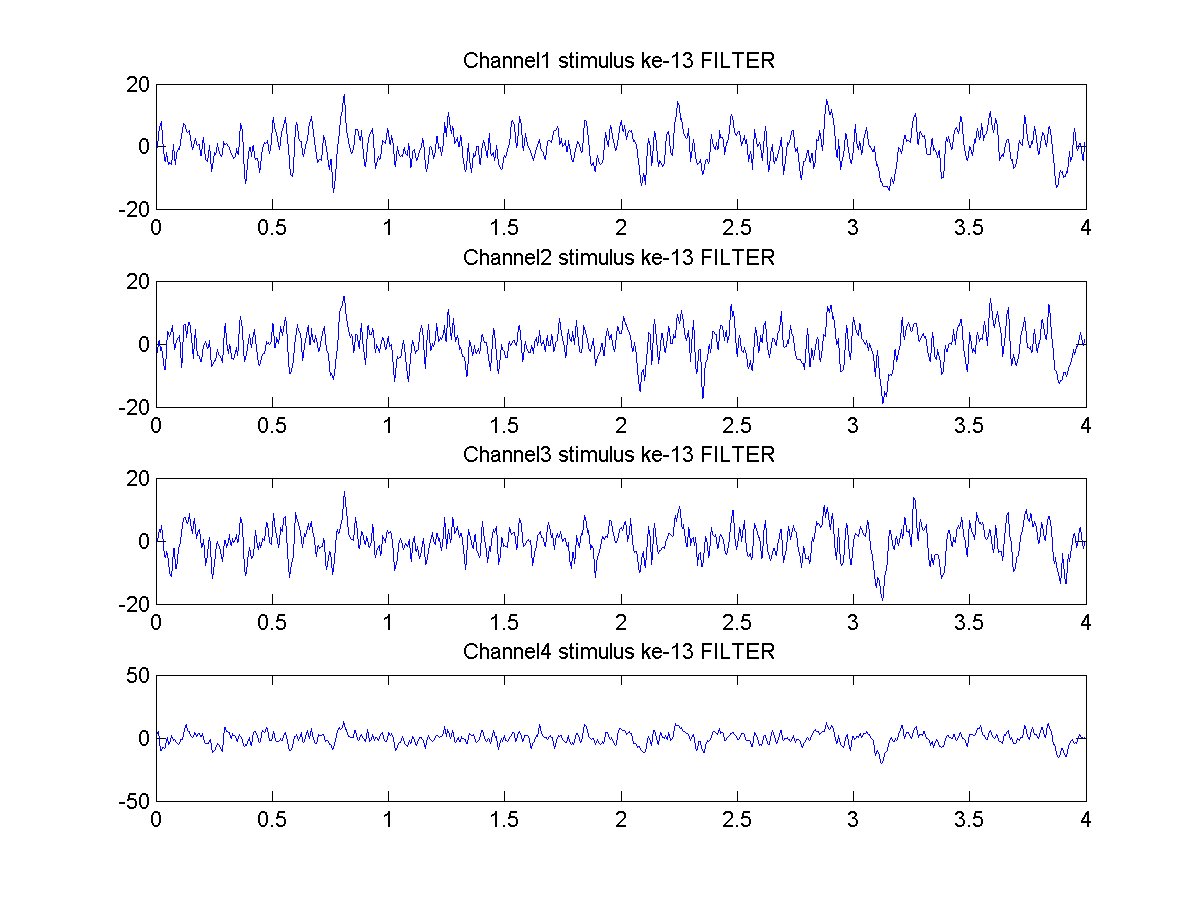 Channel1 stimulus ke-13 FILTER
20
0
-20
0 0.5 1 1.5 2 2.5 3 3.5 4
Channel2 stimulus ke-13 FILTER
20
0
-20
0 0.5 1 1.5 2 2.5 3 3.5 4
Channel3 stimulus ke-13 FILTER
20
0
-20
0 0.5 1 1.5 2 2.5 3 3.5 4
Channel4 stimulus ke-13 FILTER
50
0
-50
0 0.5 1 1.5 2 2.5 3 3.5 4